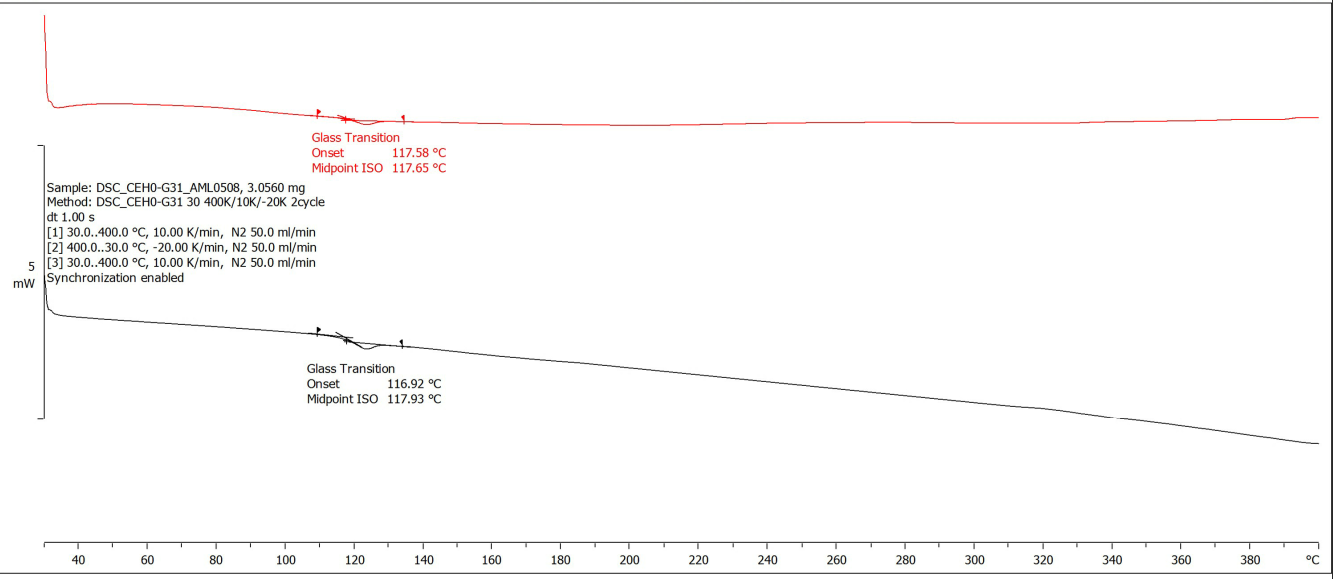 Glass Transition
Onset 117.58 °C
Midpoint ISO 117.65 °C
Sample: DSC_CEH0-G31_AML0508, 3.0560 mg
Method: DSC_CEH0-G31 30 400K/10K/-20K 2cycle
dt 1.00 s
[1] 30.0..400.0 °C, 10.00 K/min, N2 50.0 ml/min
[2] 400.0..30.0 °C, -20.00 K/min, N2 50.0 ml/min
[3] 30.0..400.0 °C, 10.00 K/min, N2 50.0 ml/min
Synchronization enabled
5
mW
Glass Transition
Onset 116.92 °C
Midpoint ISO 117.93 °C
40 60 80 100 120 140 160 180 200 220 240 260 280 300 320 340 360 380 °C